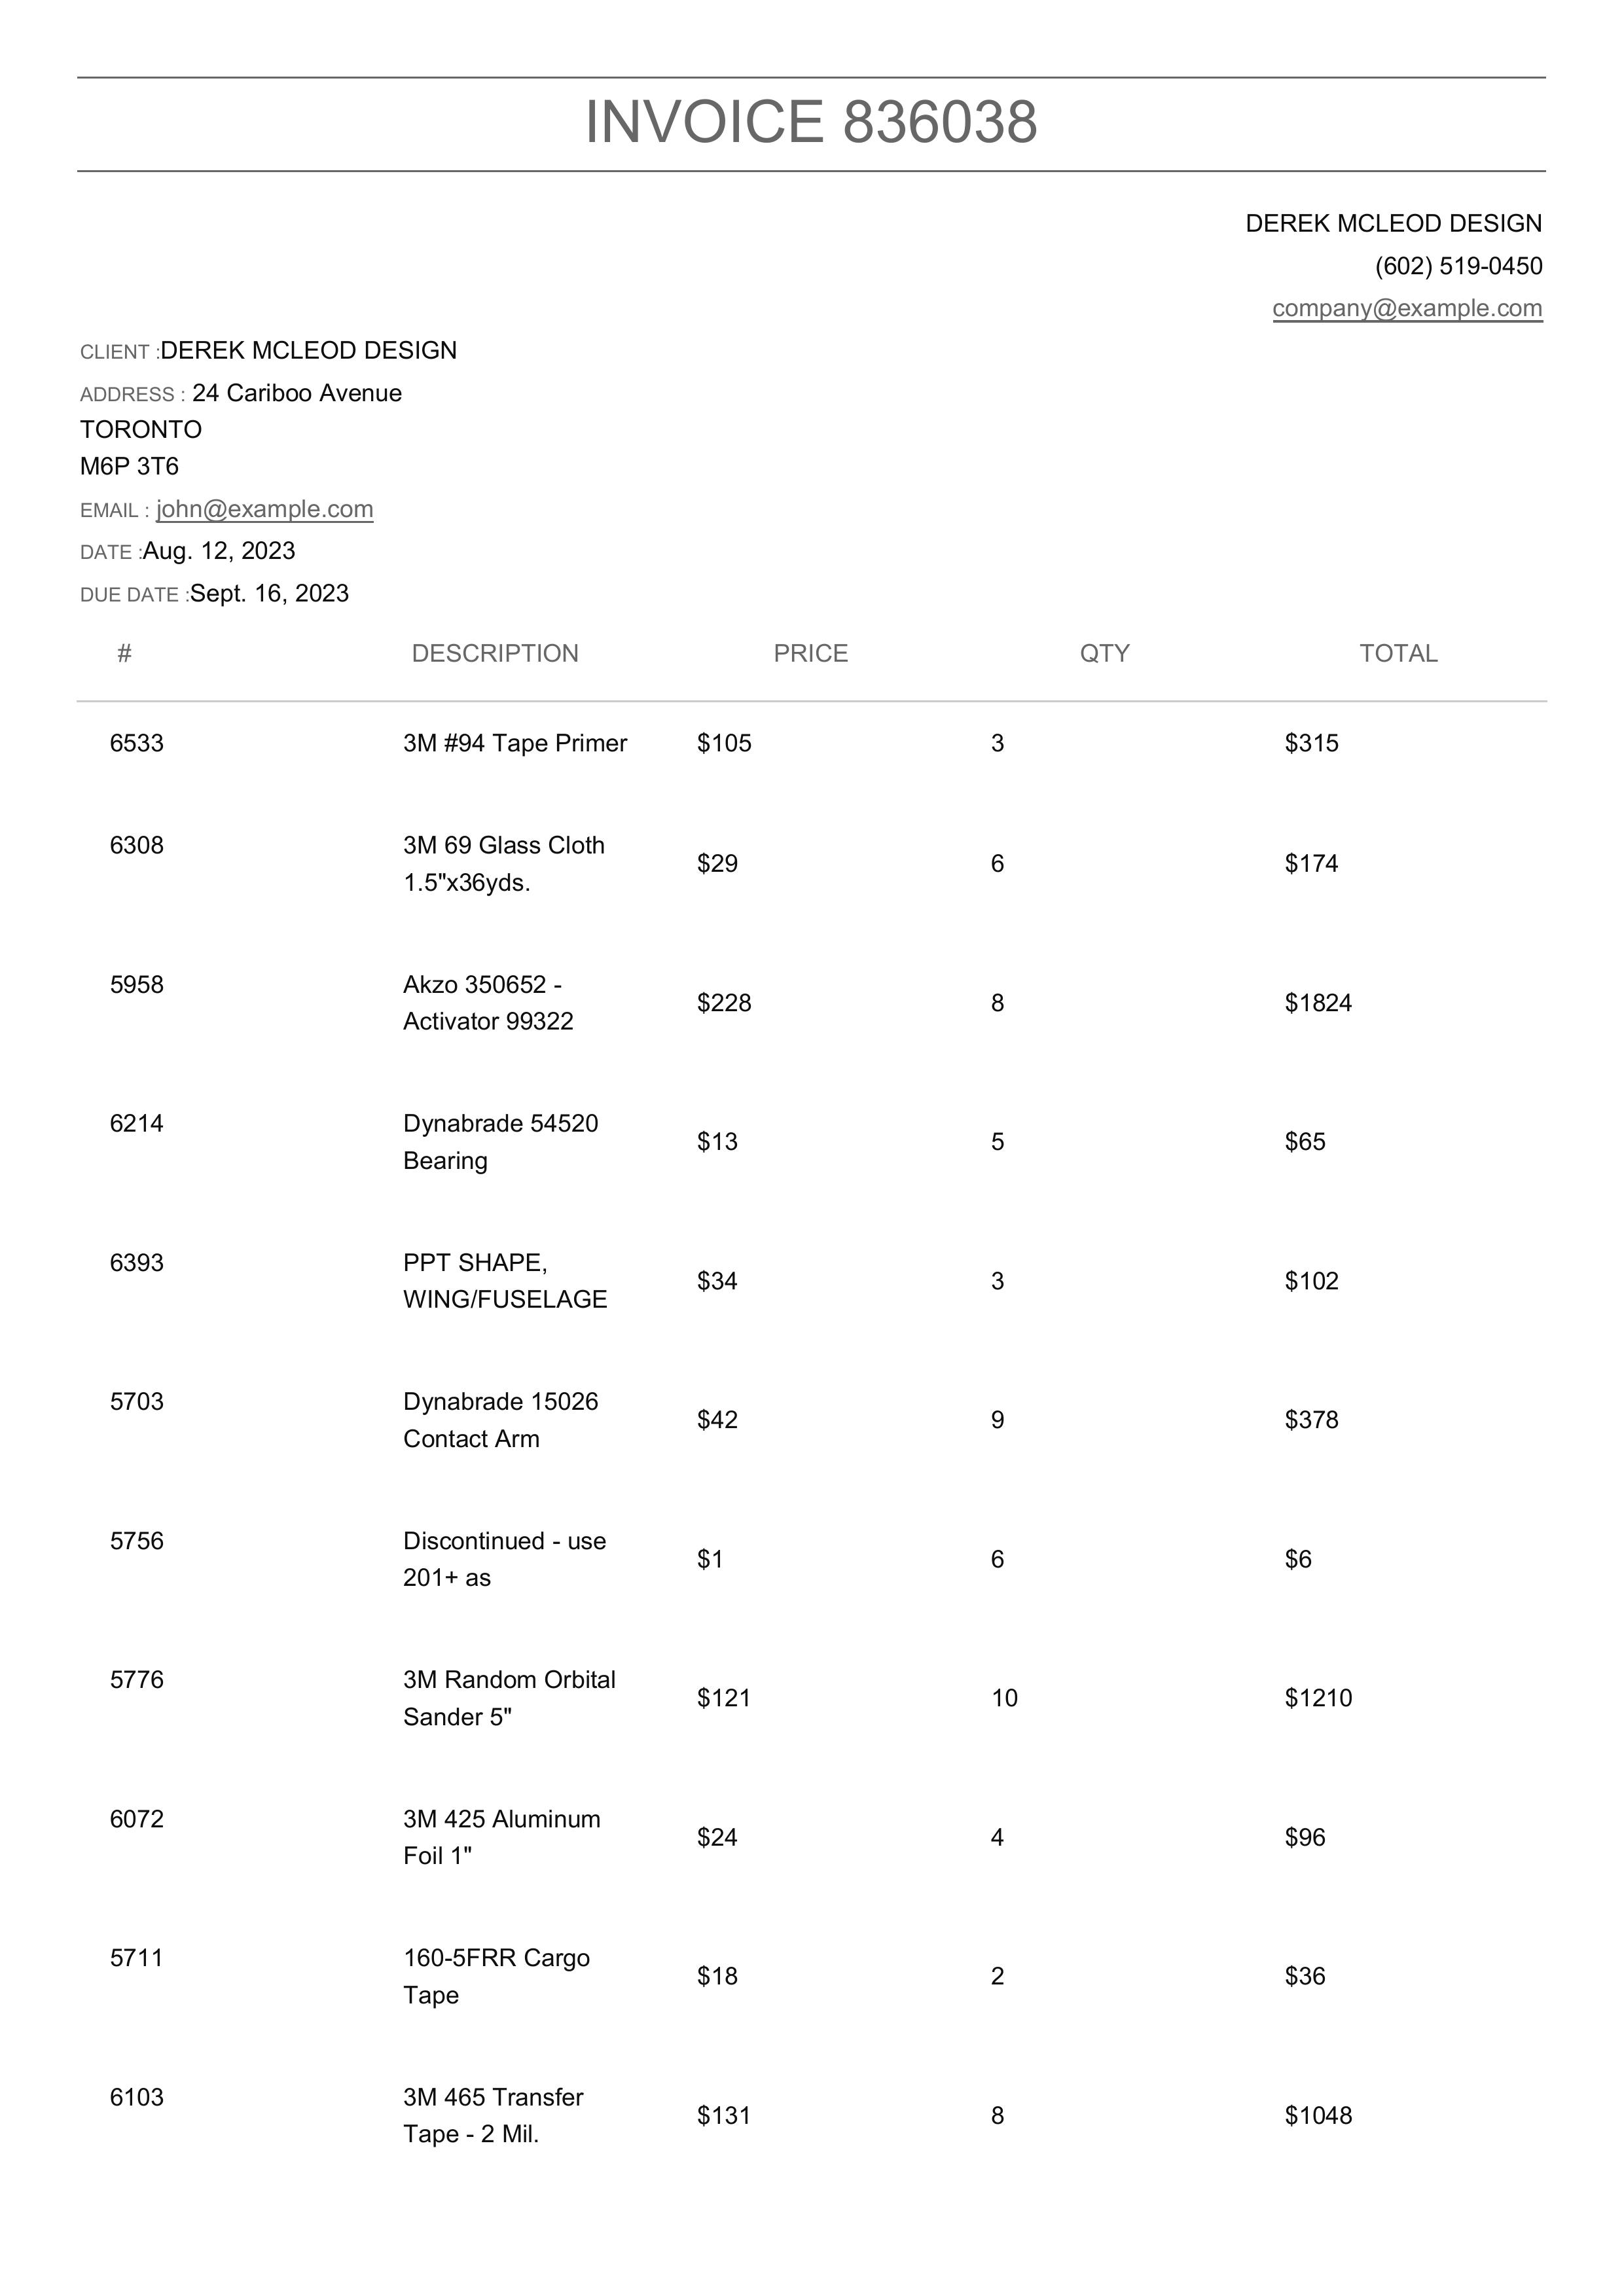 INVOICE 836038
DEREK MCLEOD DESIGN
(602) 519-0450
company@example.com
CLIENT :DEREK MCLEOD DESIGN
ADDRESS : 24 Cariboo Avenue
TORONTO
M6P 3T6
EMAIL : john@example.com
DATE :Aug. 12, 2023
DUE DATE :Sept. 16, 2023
# DESCRIPTION PRICE QTY TOTAL
6533 3M #94 Tape Primer $105 3 $315
6308 3M 69 Glass Cloth
1.5"x36yds. $29 6 $174
5958 Akzo 350652 -
Activator 99322 $228 8 $1824
6214 Dynabrade 54520
Bearing $13 5 $65
6393 PPT SHAPE,
WING/FUSELAGE $34 3 $102
5703 Dynabrade 15026
Contact Arm $42 9 $378
5756 Discontinued - use
201+ as $1 6 $6
5776 3M Random Orbital
Sander 5" $121 10 $1210
6072 3M 425 Aluminum
Foil 1" $24 4 $96
5711 160-5FRR Cargo
Tape $18 2 $36
6103 3M 465 Transfer
Tape - 2 Mil. $131 8 $1048